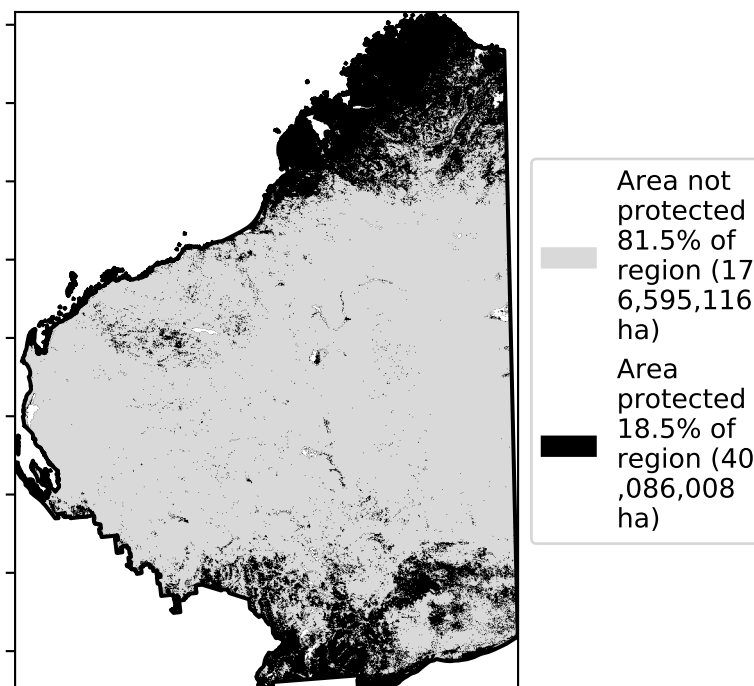 Area not
protected
81.5% of
region (17
6,595,116
ha)
Area
protected
18.5% of
region (40
,086,008
ha)